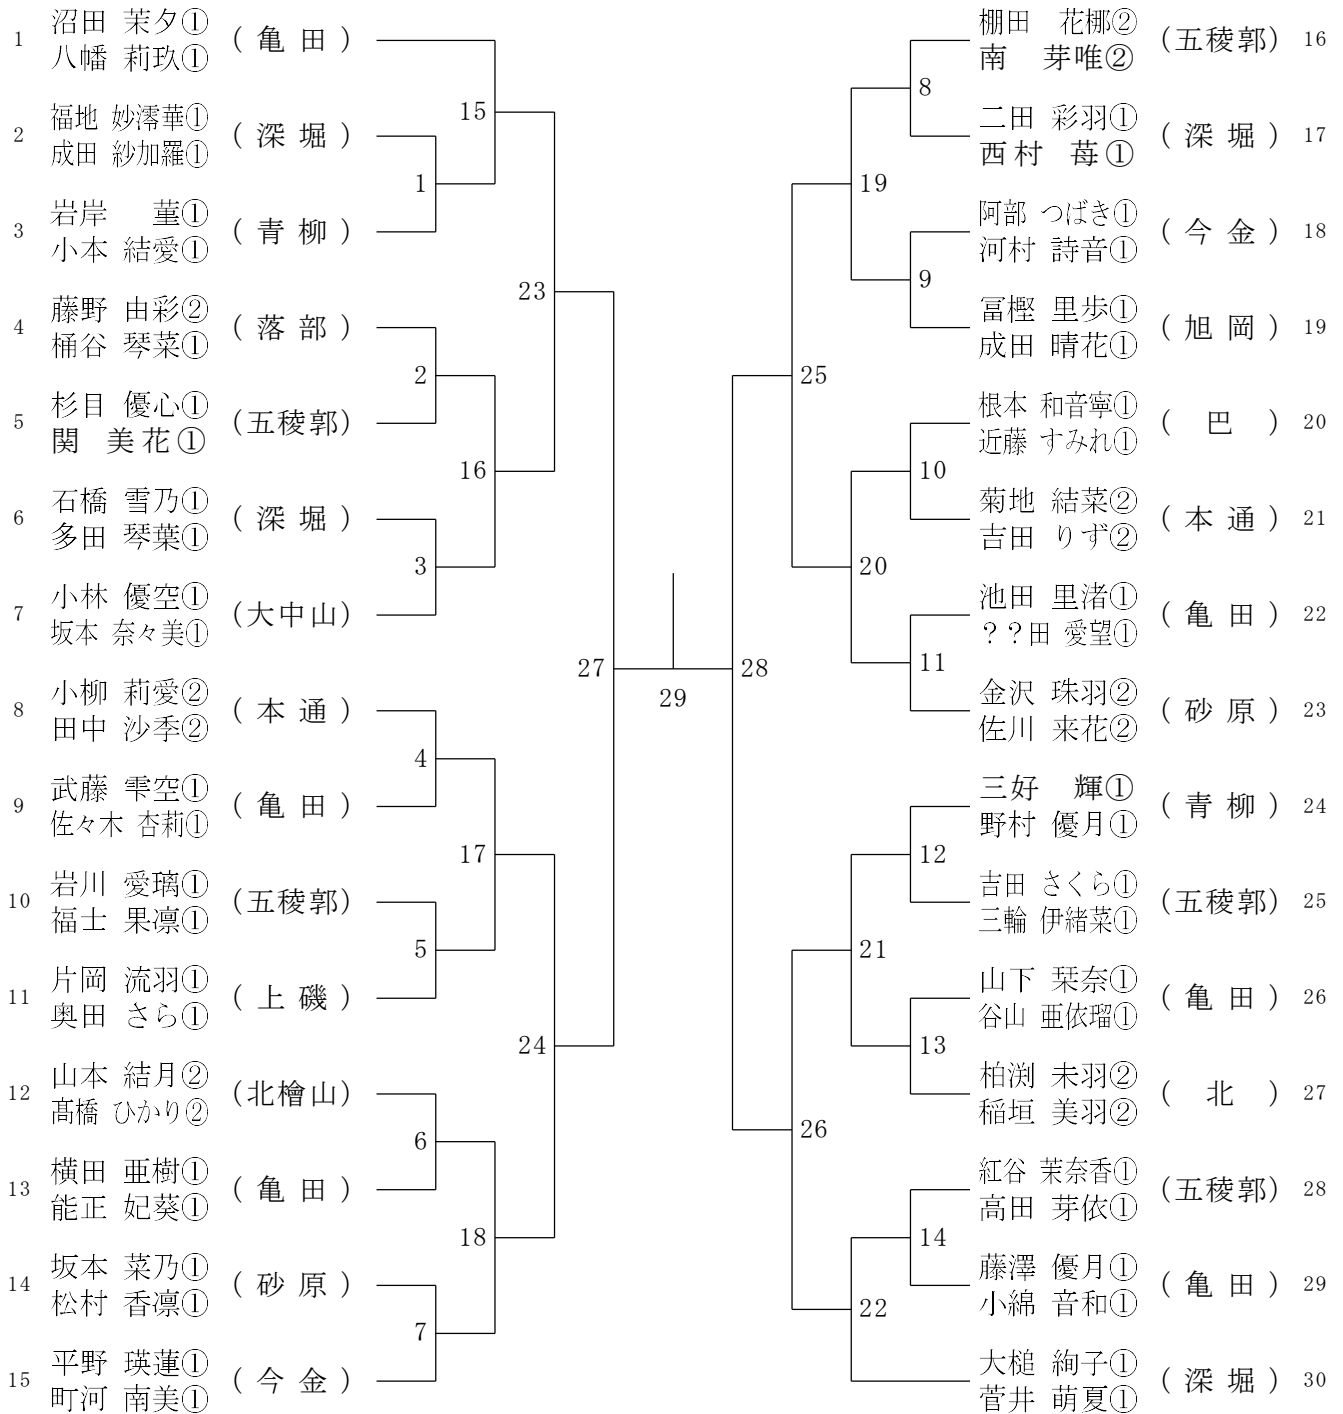 1 沼田 茉夕① (亀田)
八幡 莉玖①
2 福地 妙澪華① (深堀)
成田 紗加羅①
1
15
3 岩岸 菫① (青柳)
小本 結愛①
23
4 藤野 由彩② (落部)
桶谷 琴菜①
2
5 杉目 優心① (五稜郭)
関 美花①
16
6 石橋 雪乃① (深堀)
多田 琴葉①
3
7 小林 優空① (大中山)
坂本 奈々美①
27
8 小柳 莉愛② (本通)
田中 沙季②
4
9 武藤 雫空① (亀田)
佐々木 杏莉①
17
10 岩川 愛璃① (五稜郭)
福士 果凛①
5
11 片岡 流羽① (上磯)
奥田 さら①
24
12 山本 結月② (北檜山)
髙橋 ひかり②
6
13 横田 亜樹① (亀田)
能正 妃葵①
18
14 坂本 菜乃① (砂原)
松村 香凛①
7
15 平野 瑛蓮① (今金)
町河 南美①
29
棚田 花梛② (五稜郭) 16
南 芽唯②
8
二田 彩羽① (深堀) 17
西村 苺①
19
阿部 つばき① (今金) 18
河村 詩音①
9
冨樫 里歩① (旭岡) 19
成田 晴花①
25
根本 和音寧① (巴) 20
近藤 すみれ①
10
菊地 結菜② (本通) 21
吉田 りず②
20
池田 里渚① (亀田) 22
??田 愛望①
11
金沢 珠羽② (砂原) 23
佐川 来花②
28
三好 輝① (青柳) 24
野村 優月①
12
吉田 さくら① (五稜郭) 25
三輪 伊緒菜①
21
山下 栞奈① (亀田) 26
谷山 亜依瑠①
13
柏渕 未羽② (北) 27
稲垣 美羽②
26
紅谷 茉奈香① (五稜郭) 28
高田 芽依①
14
藤澤 優月① (亀田) 29
小綿 音和①
22
大槌 絢子① (深堀) 30
菅井 萌夏①